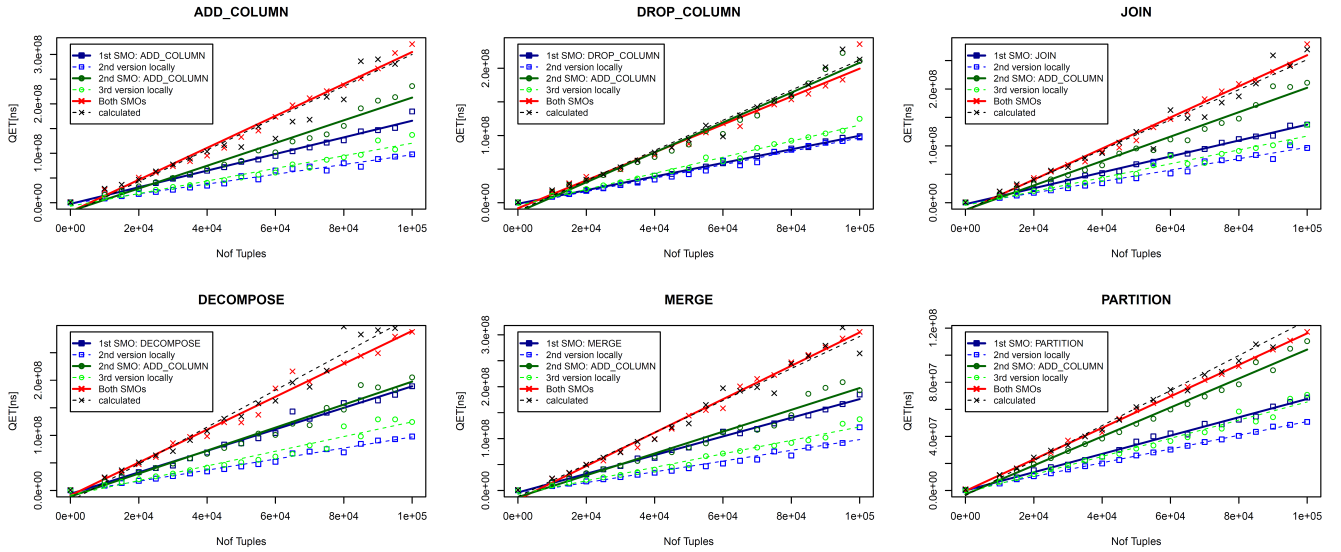 ADD_COLUMN
QET[ns]
0.0e+00 1.0e+08 2.0e+08 3.0e+08
1st SMO: ADD_COLUMN
2nd version locally
2nd SMO: ADD_COLUMN
3rd version locally
Both SMOs
calculated
0e+00 2e+04 4e+04 6e+04 8e+04 1e+05
Nof Tuples
DROP_COLUMN
QET[ns]
0.0e+00 1.0e+08 2.0e+08
1st SMO: DROP_COLUMN
2nd version locally
2nd SMO: ADD_COLUMN
3rd version locally
Both SMOs
calculated
0e+00 2e+04 4e+04 6e+04 8e+04 1e+05
Nof Tuples
JOIN
QET[ns]
0.0e+00 1.0e+08 2.0e+08
1st SMO: JOIN
2nd version locally
2nd SMO: ADD_COLUMN
3rd version locally
Both SMOs
calculated
0e+00 2e+04 4e+04 6e+04 8e+04 1e+05
Nof Tuples
DECOMPOSE
QET[ns]
0.0e+00 1.0e+08 2.0e+08
1st SMO: DECOMPOSE
2nd version locally
2nd SMO: ADD_COLUMN
3rd version locally
Both SMOs
calculated
0e+00 2e+04 4e+04 6e+04 8e+04 1e+05
Nof Tuples
MERGE
QET[ns]
0.0e+00 1.0e+08 2.0e+08 3.0e+08
1st SMO: MERGE
2nd version locally
2nd SMO: ADD_COLUMN
3rd version locally
Both SMOs
calculated
0e+00 2e+04 4e+04 6e+04 8e+04 1e+05
Nof Tuples
PARTITION
QET[ns]
0.0e+00 4.0e+07 8.0e+07 1.2e+08
1st SMO: PARTITION
2nd version locally
2nd SMO: ADD_COLUMN
3rd version locally
Both SMOs
calculated
0e+00 2e+04 4e+04 6e+04 8e+04 1e+05
Nof Tuples